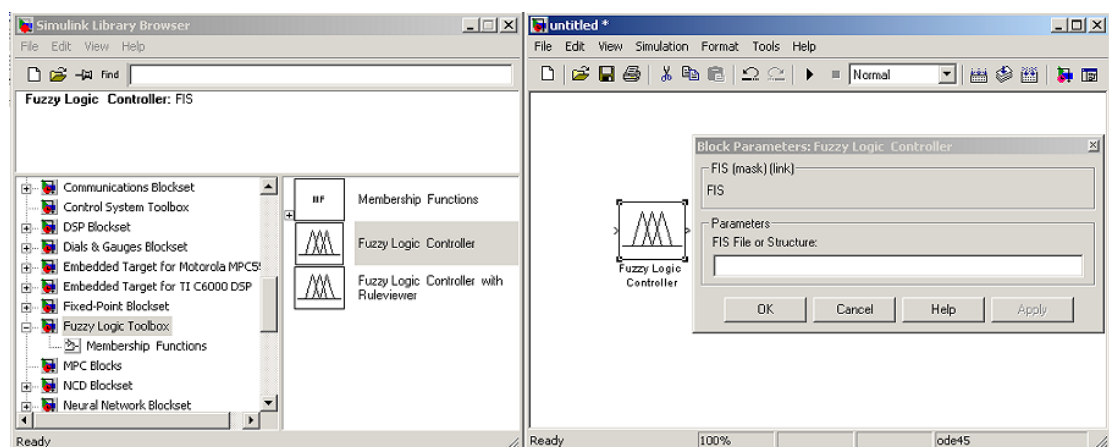 Simulink Library Browser
File Edit View Help
Find
Fuzzy Logic Controller: FIS
Communications Blockset
Control System Toolbox
DSP Blockset
Dials & Gauges Blockset
Embedded Target for Motorola MPC5
Embedded Target for TI C6000 DSP
Fixed-Point Blockset
Fuzzy Logic Toolbox
Membership Functions
MPC Blocks
NCD Blockset
Neural Network Blockset
MF
Membership Functions
Fuzzy Logic Controller
Fuzzy Logic Controller with
Ruleviewer
Ready
untitled *
File Edit View Simulation Format Tools Help
Normal
Fuzzy Logic
Controller
Block Parameters: Fuzzy Logic Controller
FIS (mask) (link)
FIS
Parameters
FIS File or Structure:
OK Cancel Help Apply
Ready 100% ode45